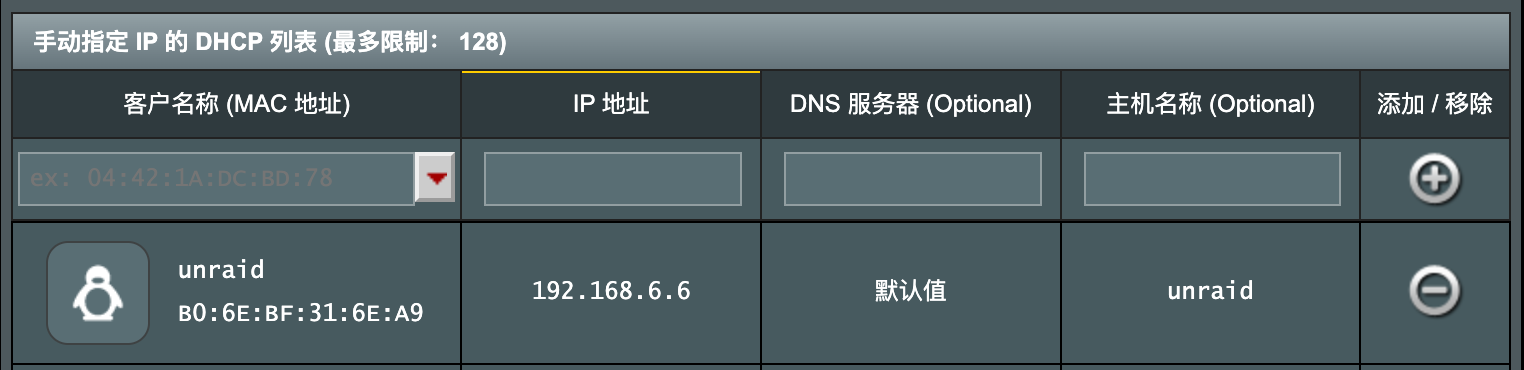 手动指定 IP 的 DHCP 列表 (最多限制： 128)
客户名称 (MAC 地址)
IP 地址
DNS 服务器 (Optional)
主机名称 (Optional)
添加 / 移除
ex: 04:42:1A:DC:BD:78
unraid
B0:6E:BF:31:6E:A9
192.168.6.6
默认值
unraid